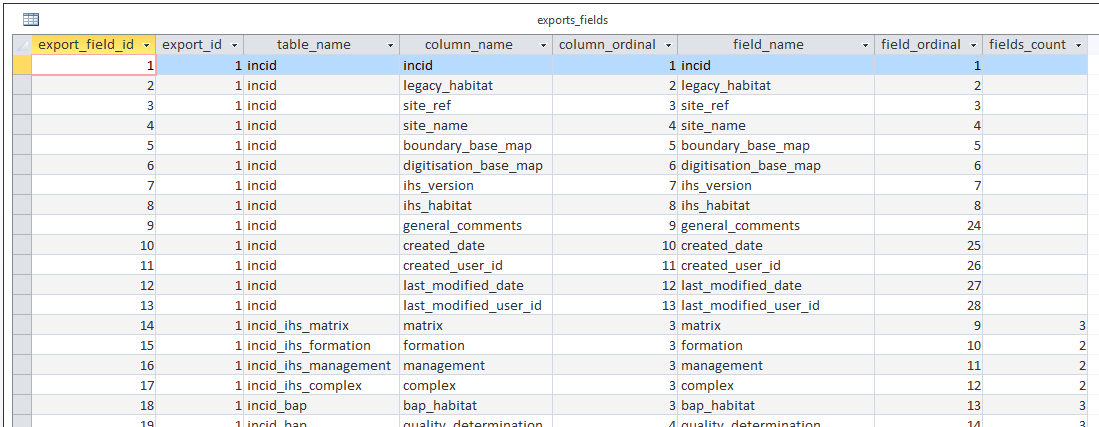 exports_fields
export_field_id export_id table_name column_name column_ordinal field_name field_ordinal fields_count
1 1 incid incid 1 incid 1
2 1 incid legacy_habitat 2 legacy_habitat 2
3 1 incid site_ref 3 site_ref 3
4 1 incid site_name 4 site_name 4
5 1 incid boundary_base_map 5 boundary_base_map 5
6 1 incid digitisation_base_map 6 digitisation_base_map 6
7 1 incid ihs_version 7 ihs_version 7
8 1 incid ihs_habitat 8 ihs_habitat 8
9 1 incid general_comments 9 general_comments 24
10 1 incid created_date 10 created_date 25
11 1 incid created_user_id 11 created_user_id 26
12 1 incid last_modified_date 12 last_modified_date 27
13 1 incid last_modified_user_id 13 last_modified_user_id 28
14 1 incid_ihs_matrix matrix 3 matrix 9 3
15 1 incid_ihs_formation formation 3 formation 10 2
16 1 incid_ihs_management management 3 management 11 2
17 1 incid_ihs_complex complex 3 complex 12 2
18 1 incid_bap bap_habitat 3 bap_habitat 13 3
19 1 incid_bap quality_determination 4 quality_determination 14 3